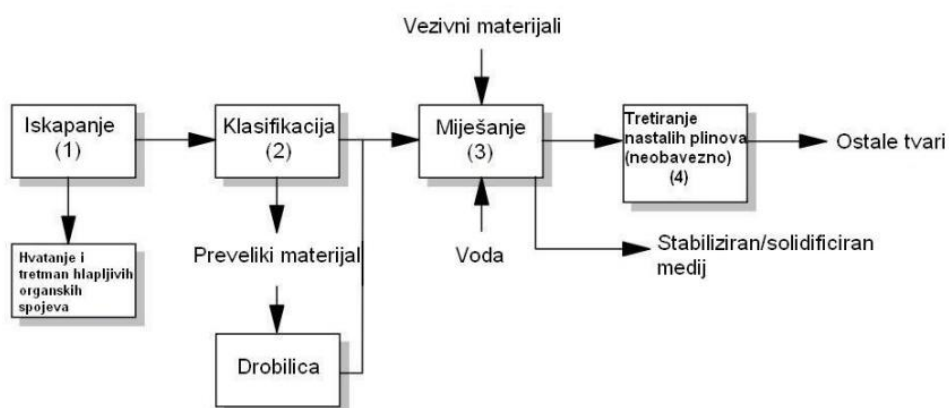 Vezivni materijali
Iskapanje
(1)
Klasifikacija
(2)
Miješanje
(3)
Tretiranje
nastalih plinova
(neobavezno)
(4)
Ostale tvari
Hvatanje i
tretman hlapljivih
organskih
spojeva
Preveliki materijal
Voda
Stabiliziran/solidificiran
medij
Drobilica